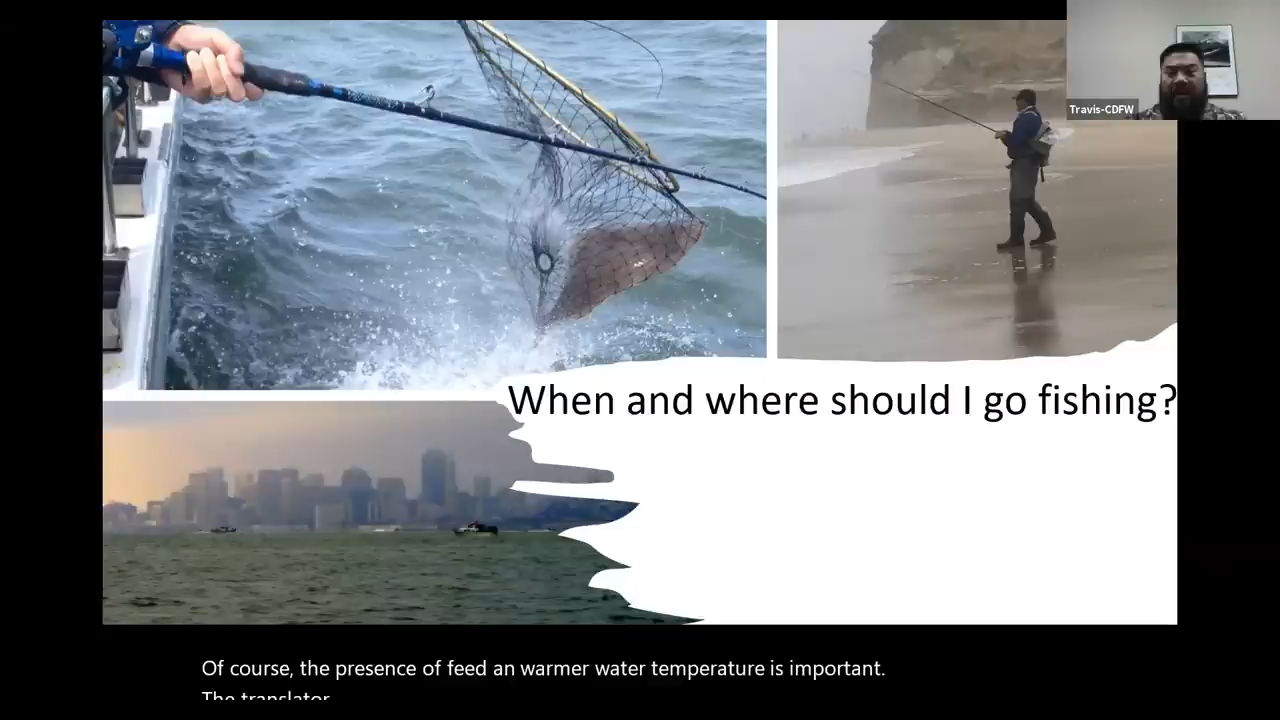 Travis-CDFW
When and where should I go fishing?
Of course, the presence of feed an warmer water temperature is important.
The translator